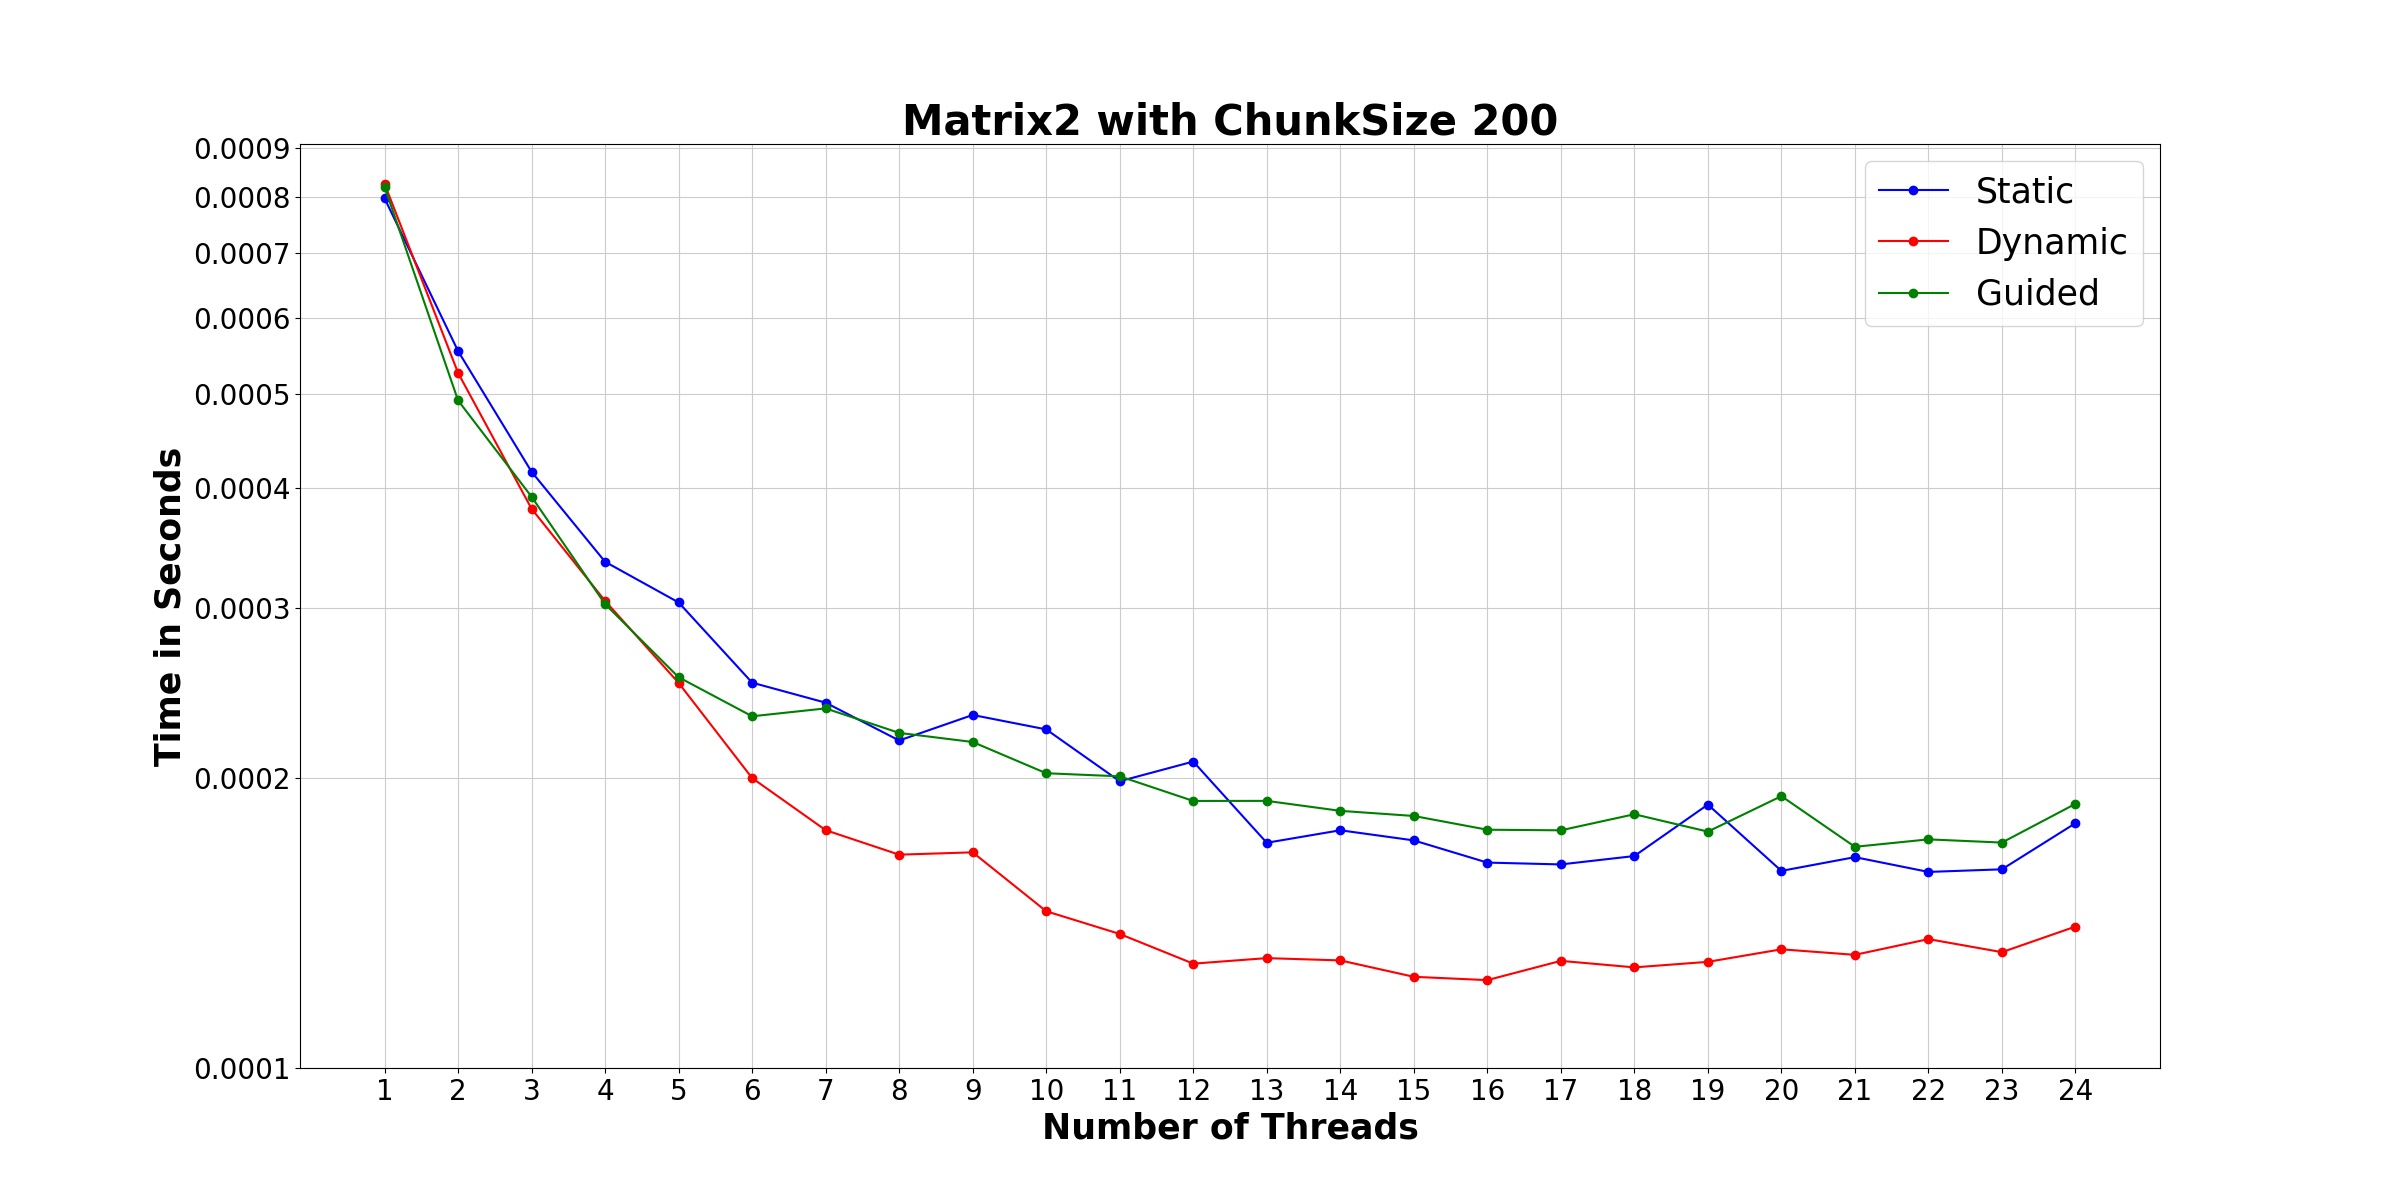 Matrix2 with ChunkSize 200
0.0009
0.0008
0.0007
0.0006
0.0005
0.0004
0.0003
0.0002
0.0001
Time in Seconds
Static
Dynamic
Guided
1 2 3 4 5 6 7 8 9 10 11 12 13 14 15 16 17 18 19 20 21 22 23 24
Number of Threads